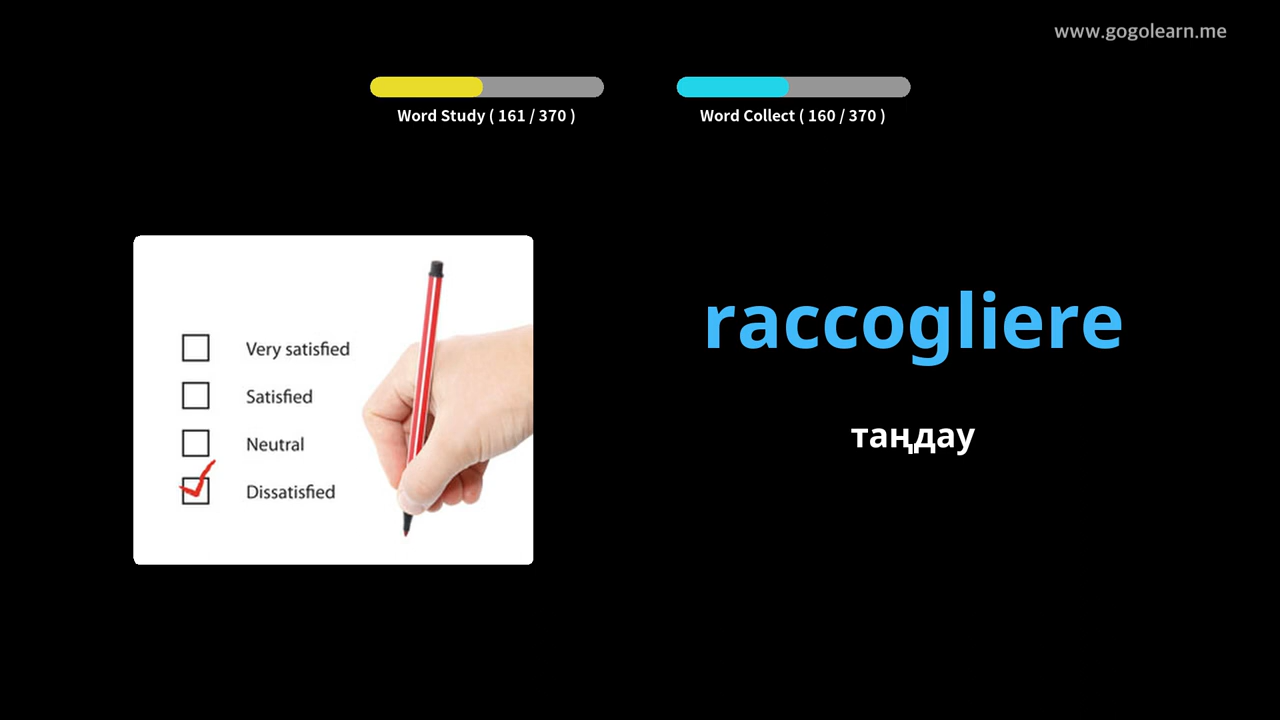 www.gogolearn.me
Word Study ( 161 / 370 )
Word Collect ( 160 / 370 )
Very satisfied
Satisfied
Neutral
Dissatisfied
raccogliere
таңдау